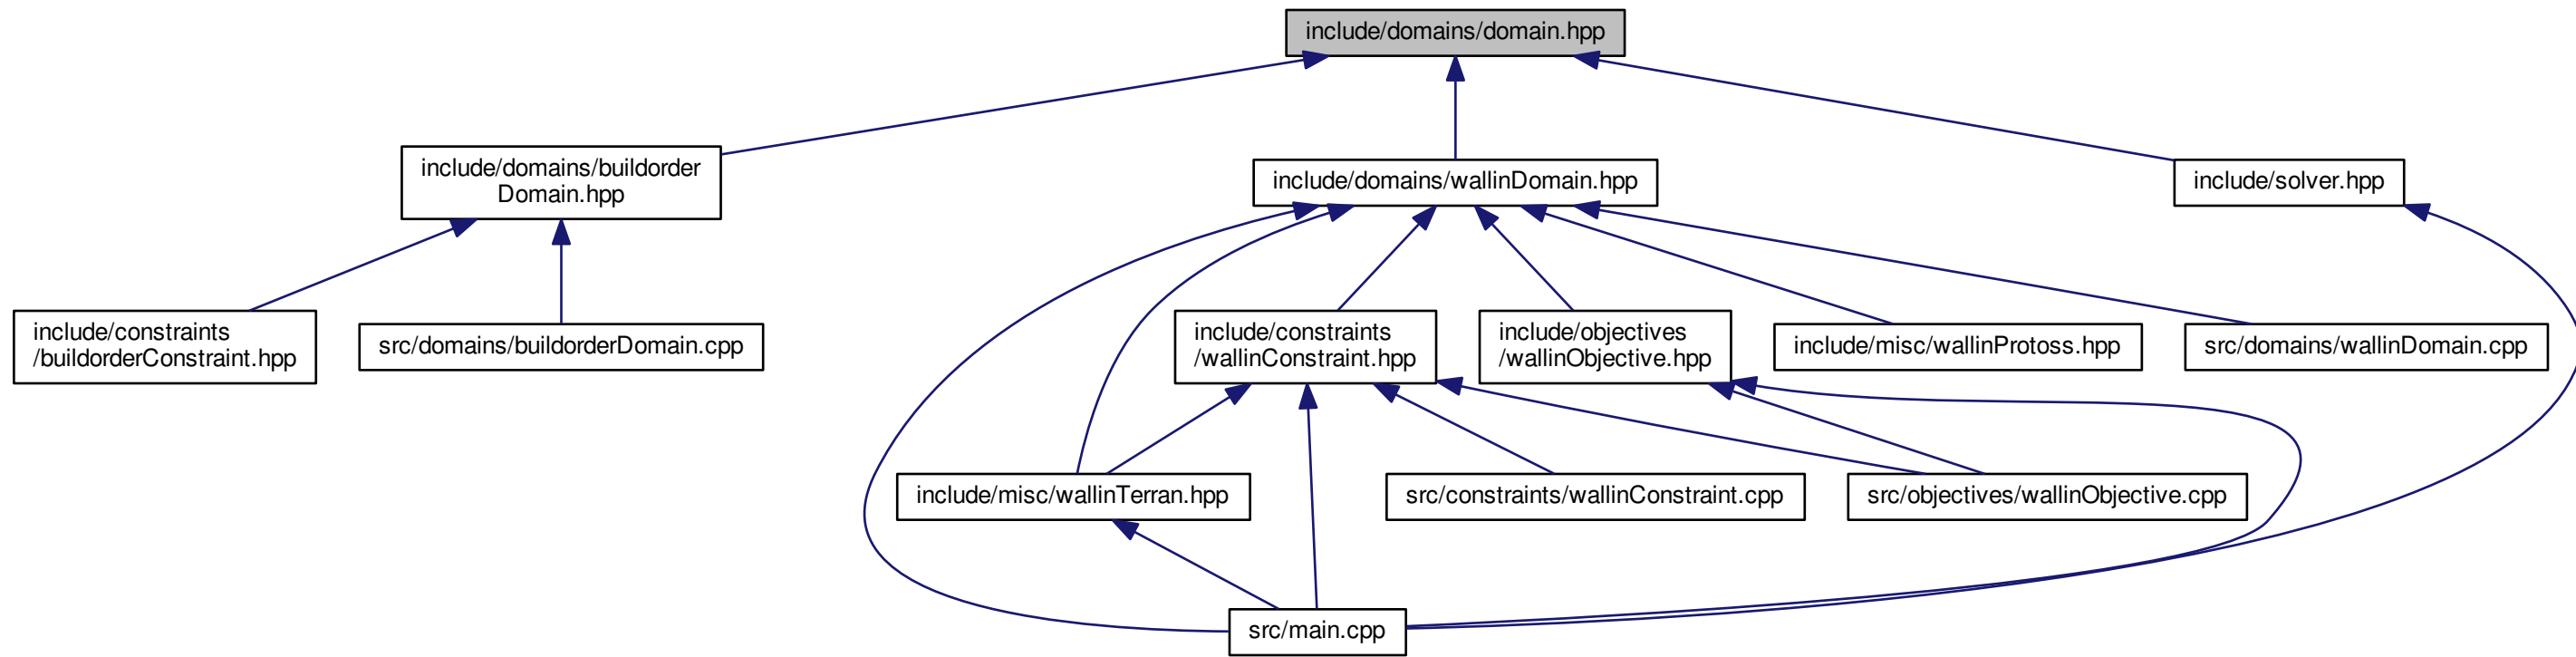 include/domains/domain.hpp
include/domains/buildorder
Domain.hpp
include/domains/wallinDomain.hpp
include/solver.hpp
include/constraints
/buildorderConstraint.hpp
src/domains/buildorderDomain.cpp
include/constraints
/wallinConstraint.hpp
include/objectives
/wallinObjective.hpp
include/misc/wallinProtoss.hpp
src/domains/wallinDomain.cpp
include/misc/wallinTerran.hpp
src/constraints/wallinConstraint.cpp
src/objectives/wallinObjective.cpp
src/main.cpp